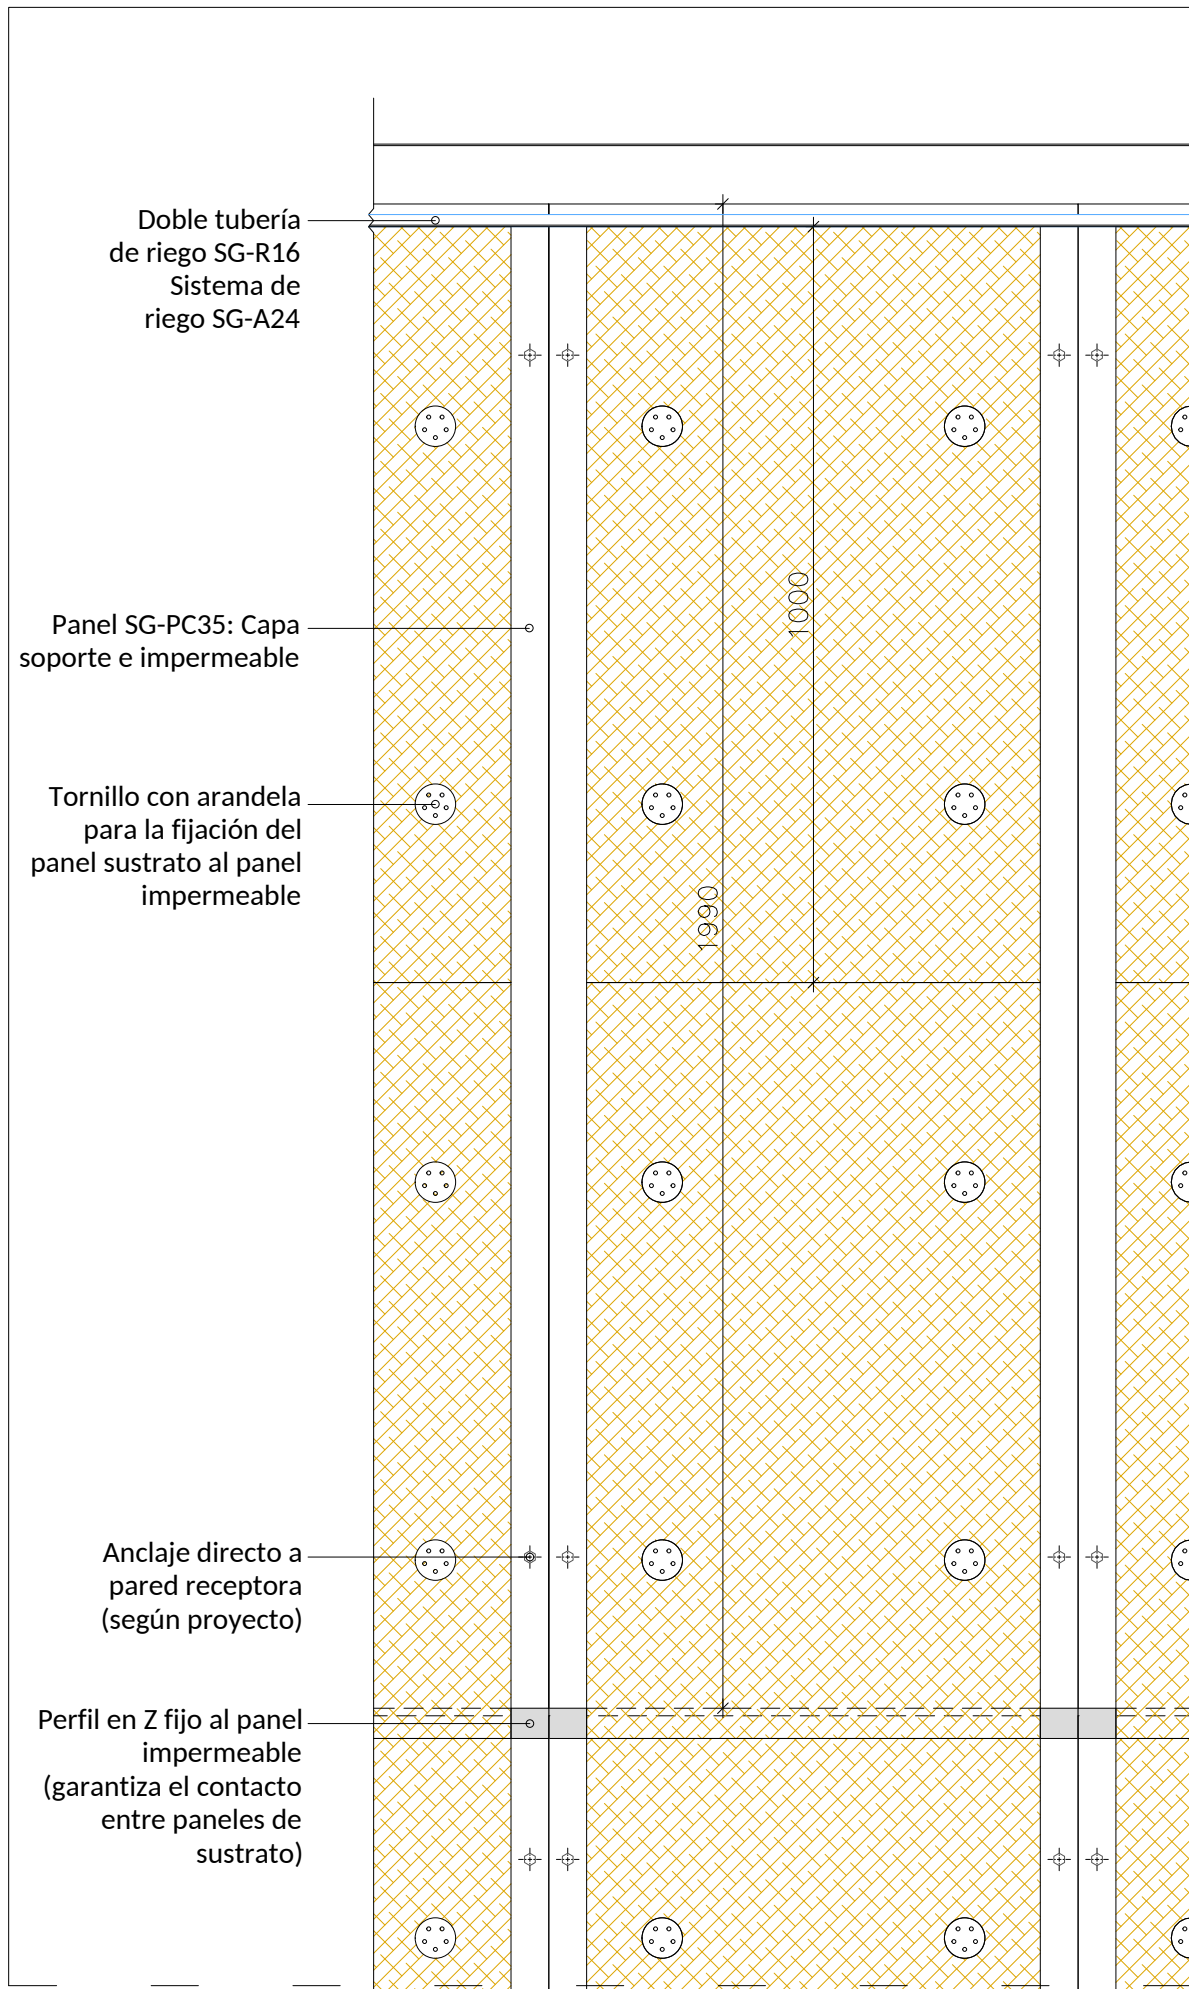 Doble tubería
de riego SG-R16
Sistema de
riego SG-A24
1000
Panel SG-PC35: Capa
soporte e impermeable
Tornillo con arandela
para la fijación del
panel sustrato al panel
impermeable
1990
Anclaje directo a
pared receptora
(según proyecto)
Perfil en Z fijo al panel
impermeable
(garantiza el contacto
entre paneles de
sustrato)